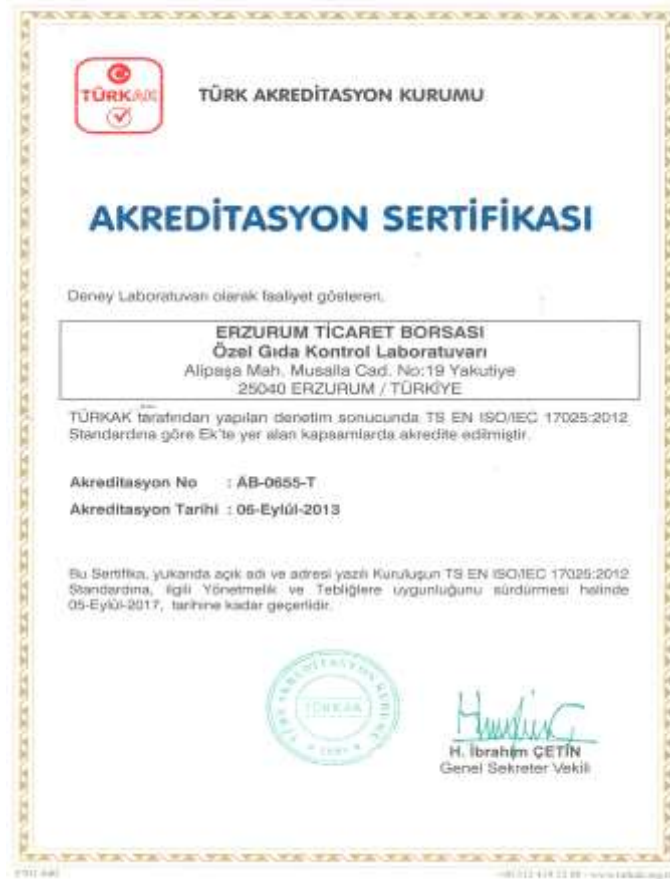 TÜRKAK
TÜRK AKREDİTASYON KURUMU
AKREDİTASYON SERTİFİKASI
Deney Laboratuvarı olarak faaliyet gösteren,
ERZURUM TİCARET BORSASI
Özel Gıda Kontrol Laboratuvarı
Alipaşa Mah. Musalla Cad. No:19 Yakutiye
25040 ERZURUM / TÜRKİYE
TÜRKAK tarafından yapılan denetim sonucunda TS EN ISO/IEC 17025:2012
Standardına göre Ek'te yer alan kapsamlarda akredite edilmiştir.
Akreditasyon No : AB-0655-T
Akreditasyon Tarihi : 06-Eylül-2013
Bu Sertifika, yukarıda açık adı ve adresi yazılı Kuruluşun TS EN ISO/IEC 17025:2012
Standardına, ilgili Yönetmelik ve Tebliğlere uygunluğunu sürdürmesi halinde
05-Eylül-2017, tarihine kadar geçerlidir.
TÜRK AKREDİTASYON KURUMU
TÜRKAK
H. İbrahim ÇETİN
Genel Sekreter Vekili